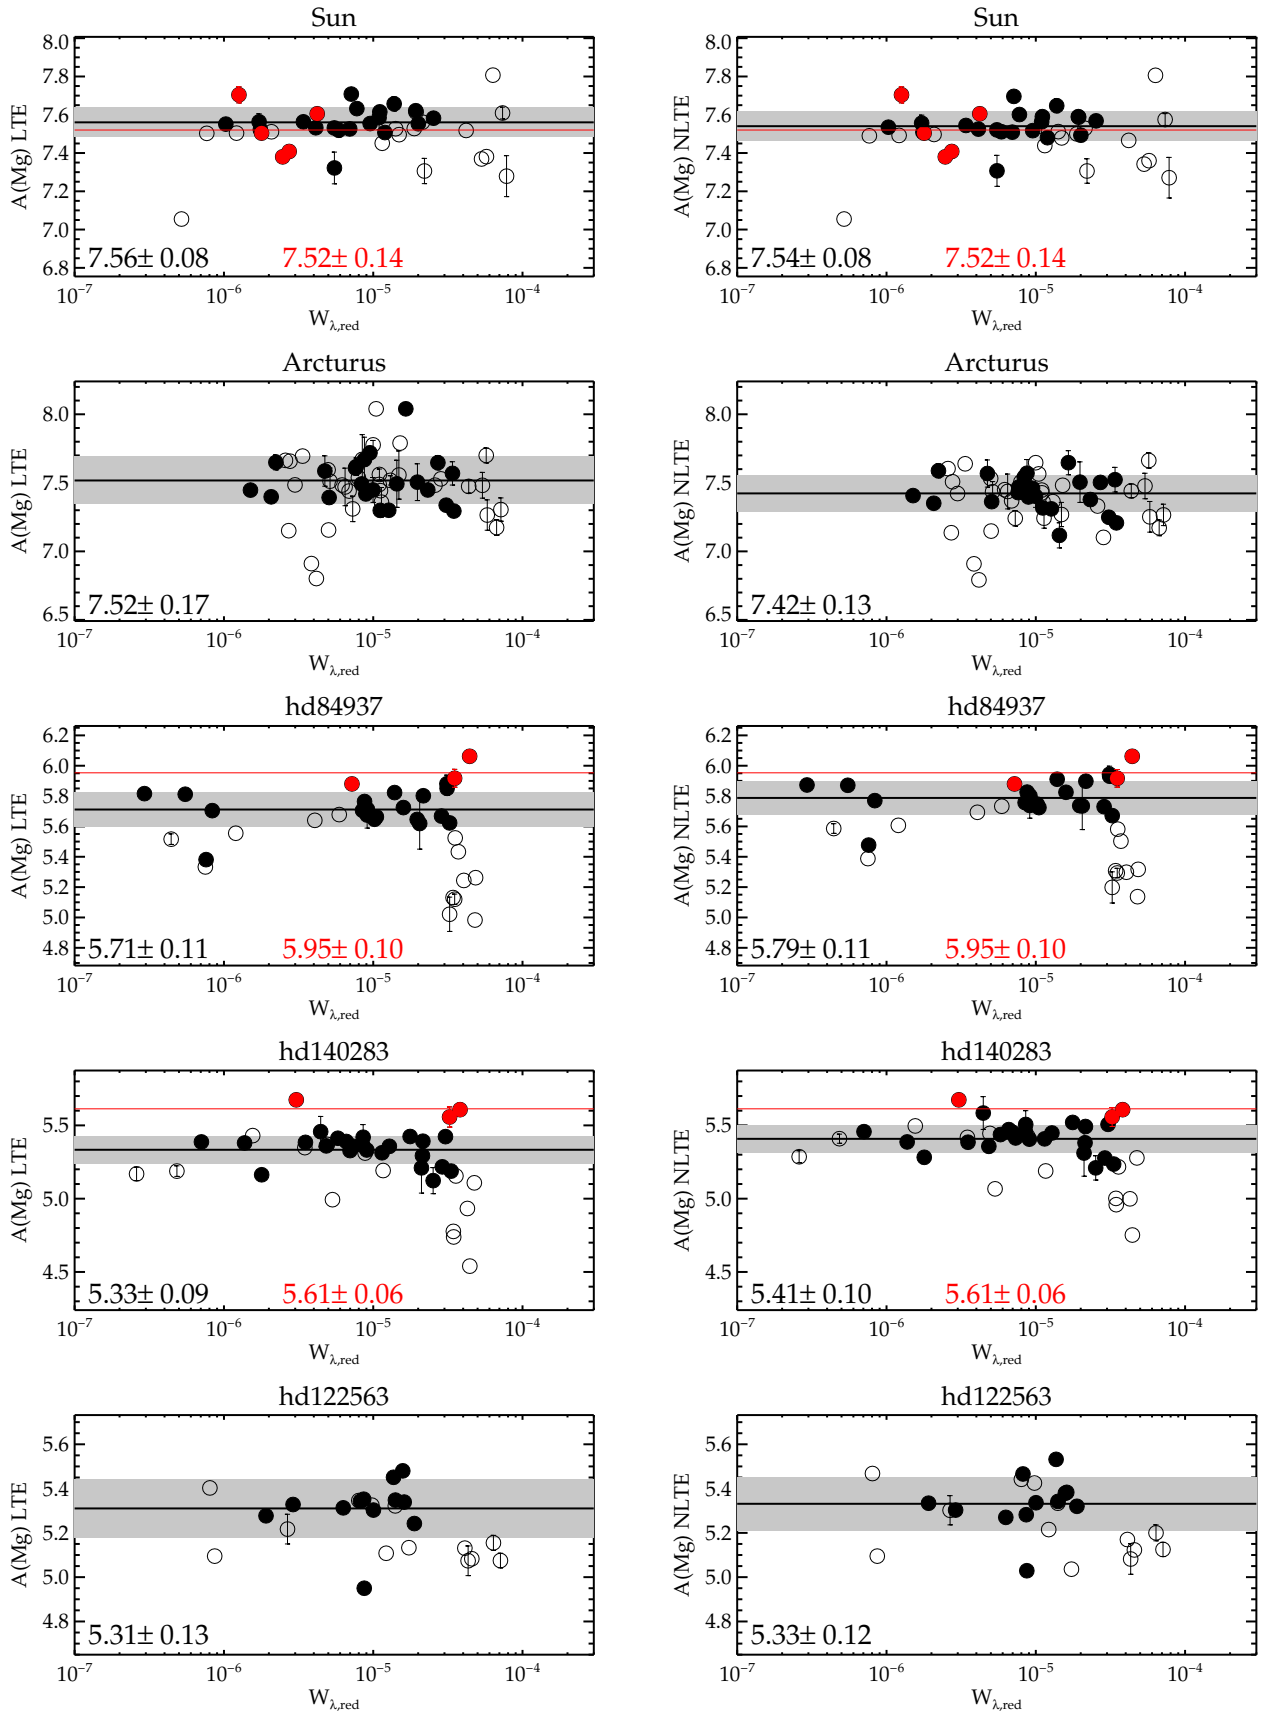 Sun
A(Mg) LTE
8.0
7.8
7.6
7.4
7.2
7.0
6.8
7.56± 0.08 7.52± 0.14
10⁻⁷ 10⁻⁶ 10⁻⁵ 10⁻⁴
W_λ,red
Sun
A(Mg) NLTE
8.0
7.8
7.6
7.4
7.2
7.0
6.8
7.54± 0.08 7.52± 0.14
10⁻⁷ 10⁻⁶ 10⁻⁵ 10⁻⁴
W_λ,red
Arcturus
A(Mg) LTE
8.0
7.5
7.0
6.5
7.52± 0.17
10⁻⁷ 10⁻⁶ 10⁻⁵ 10⁻⁴
W_λ,red
Arcturus
A(Mg) NLTE
8.0
7.5
7.0
6.5
7.42± 0.13
10⁻⁷ 10⁻⁶ 10⁻⁵ 10⁻⁴
W_λ,red
hd84937
A(Mg) LTE
6.2
6.0
5.8
5.6
5.4
5.2
5.0
4.8
5.71± 0.11 5.95± 0.10
10⁻⁷ 10⁻⁶ 10⁻⁵ 10⁻⁴
W_λ,red
hd84937
A(Mg) NLTE
6.2
6.0
5.8
5.6
5.4
5.2
5.0
4.8
5.79± 0.11 5.95± 0.10
10⁻⁷ 10⁻⁶ 10⁻⁵ 10⁻⁴
W_λ,red
hd140283
A(Mg) LTE
5.5
5.0
4.5
5.33± 0.09 5.61± 0.06
10⁻⁷ 10⁻⁶ 10⁻⁵ 10⁻⁴
W_λ,red
hd140283
A(Mg) NLTE
5.5
5.0
4.5
5.41± 0.10 5.61± 0.06
10⁻⁷ 10⁻⁶ 10⁻⁵ 10⁻⁴
W_λ,red
hd122563
A(Mg) LTE
5.6
5.4
5.2
5.0
4.8
5.31± 0.13
10⁻⁷ 10⁻⁶ 10⁻⁵ 10⁻⁴
W_λ,red
hd122563
A(Mg) NLTE
5.6
5.4
5.2
5.0
4.8
5.33± 0.12
10⁻⁷ 10⁻⁶ 10⁻⁵ 10⁻⁴
W_λ,red